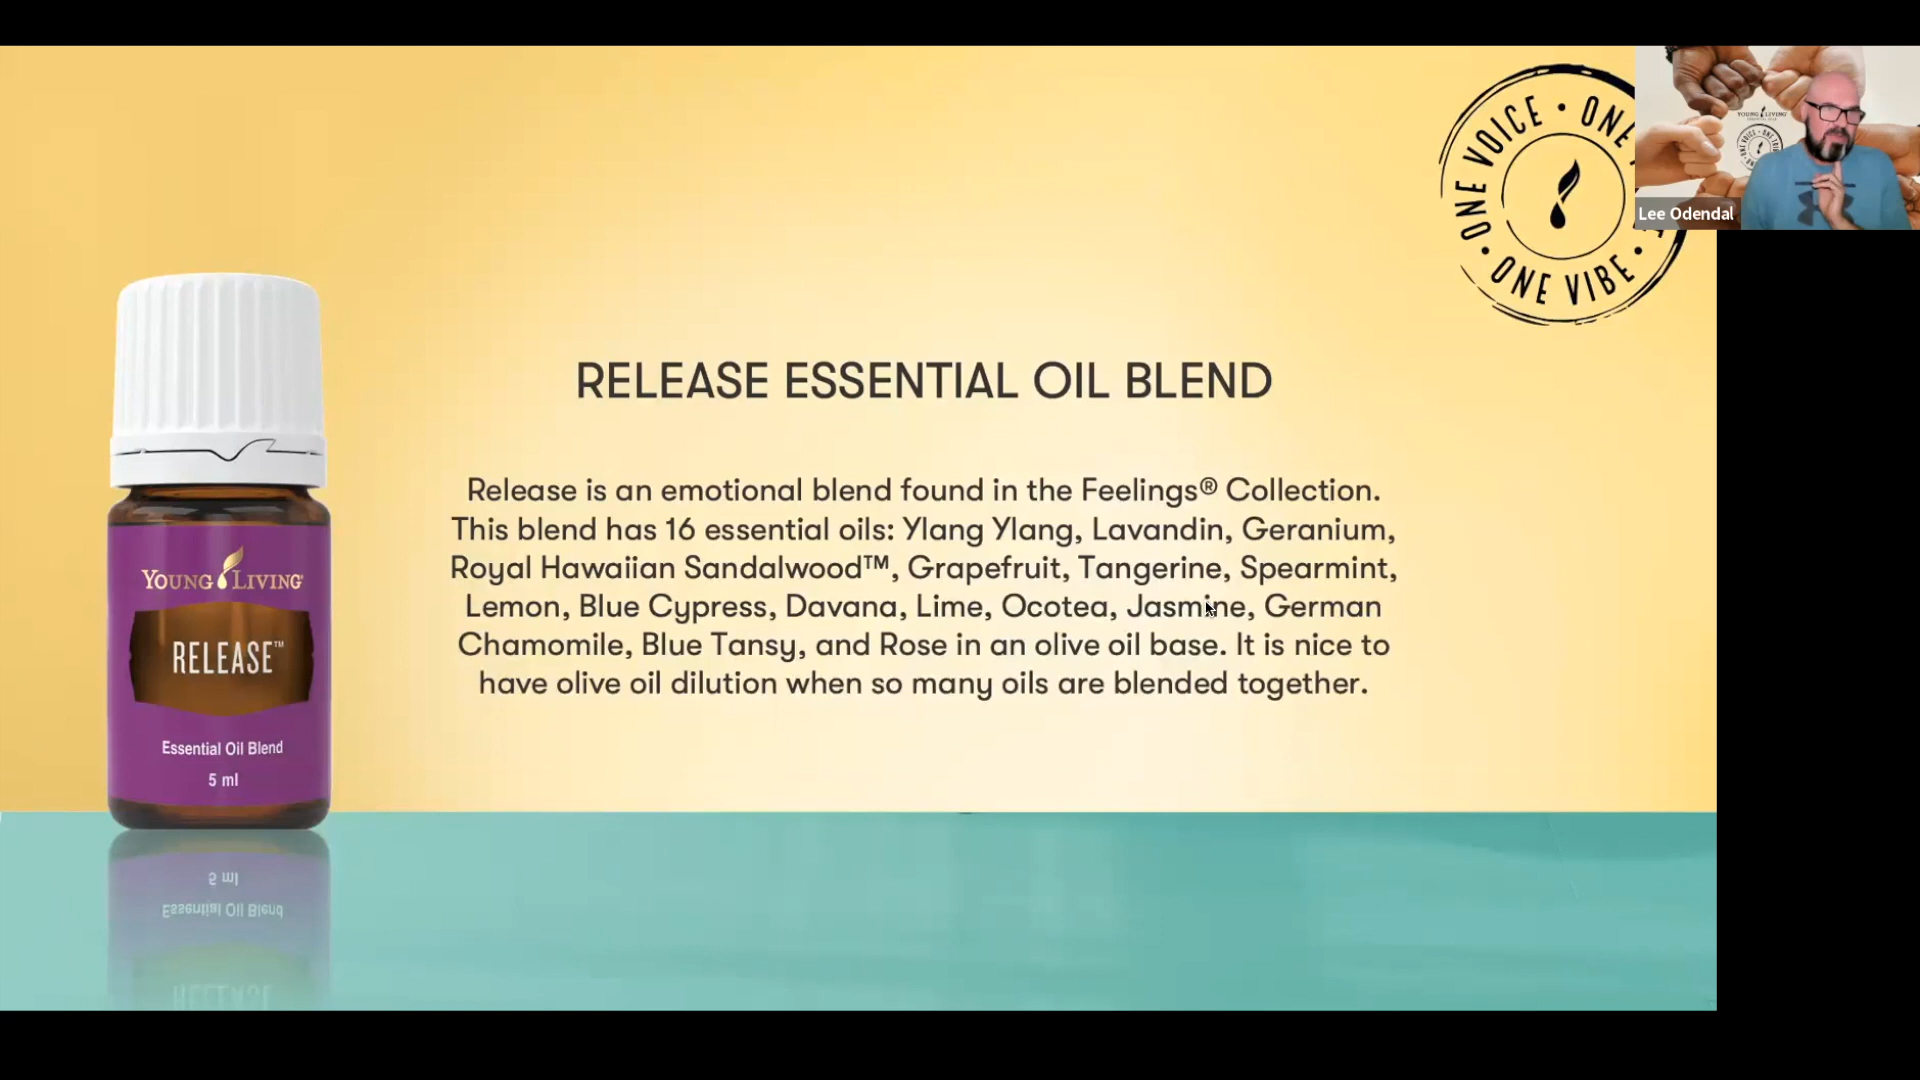 ONE VOICE • ONE
• ONE VIBE •
YOUNG LIVING
Lee Odendal
RELEASE ESSENTIAL OIL BLEND
Release is an emotional blend found in the Feelings® Collection.
This blend has 16 essential oils: Ylang Ylang, Lavandin, Geranium,
Royal Hawaiian Sandalwood™, Grapefruit, Tangerine, Spearmint,
Lemon, Blue Cypress, Davana, Lime, Ocotea, Jasmine, German
Chamomile, Blue Tansy, and Rose in an olive oil base. It is nice to
have olive oil dilution when so many oils are blended together.
YOUNG LIVING
RELEASE™
Essential Oil Blend
5 ml